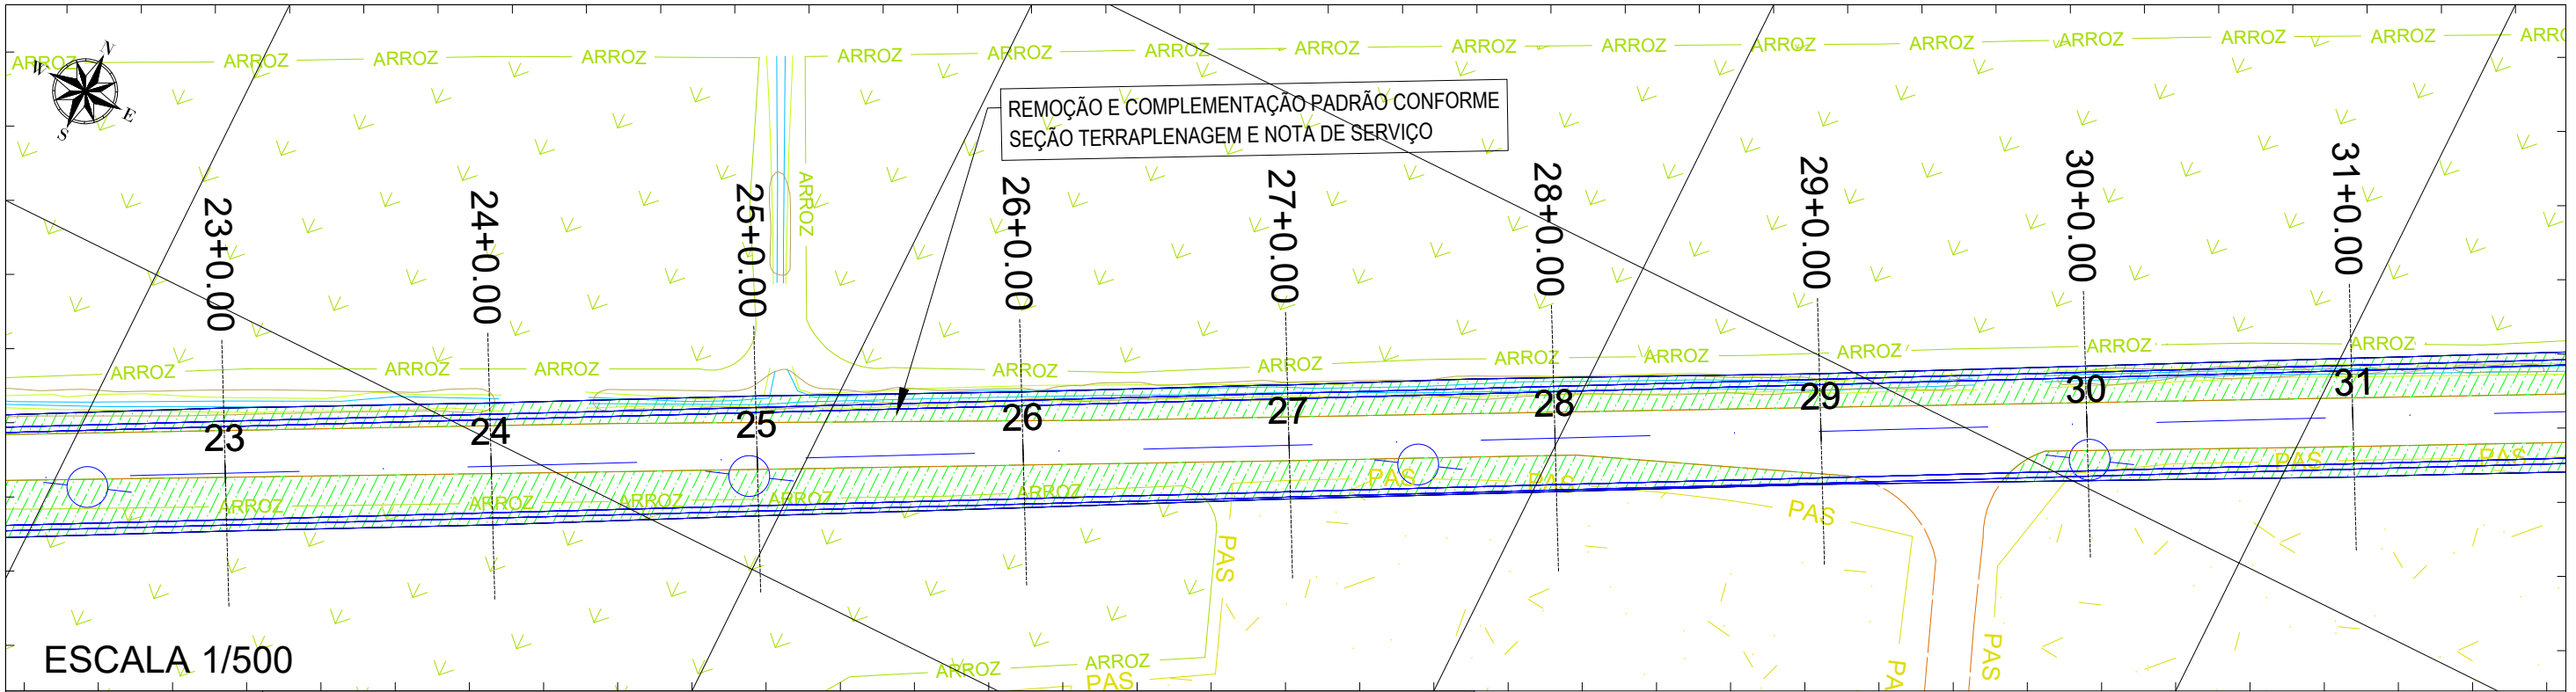 ARROZ ARROZ ARROZ ARROZ ARROZ ARROZ ARROZ ARROZ ARROZ ARROZ ARROZ ARROZ ARROZ ARROZ ARROZ ARRO
N
W
E
S
REMOÇÃO E COMPLEMENTAÇÃO PADRÃO CONFORME
SEÇÃO TERRAPLENAGEM E NOTA DE SERVIÇO
ARROZ
23+0.00
24+0.00
25+0.00
26+0.00
27+0.00
28+0.00
29+0.00
30+0.00
31+0.00
ARROZ ARROZ ARROZ ARROZ ARROZ ARROZ ARROZ ARROZ ARROZ
23 24 25 26 27 28 29 30 31
ARROZ ARROZ ARROZ ARROZ ARROZ PAS PAS PAS PAS
PAS
PAS
ARROZ ARROZ
PAS
PA
PAS
ESCALA 1/500